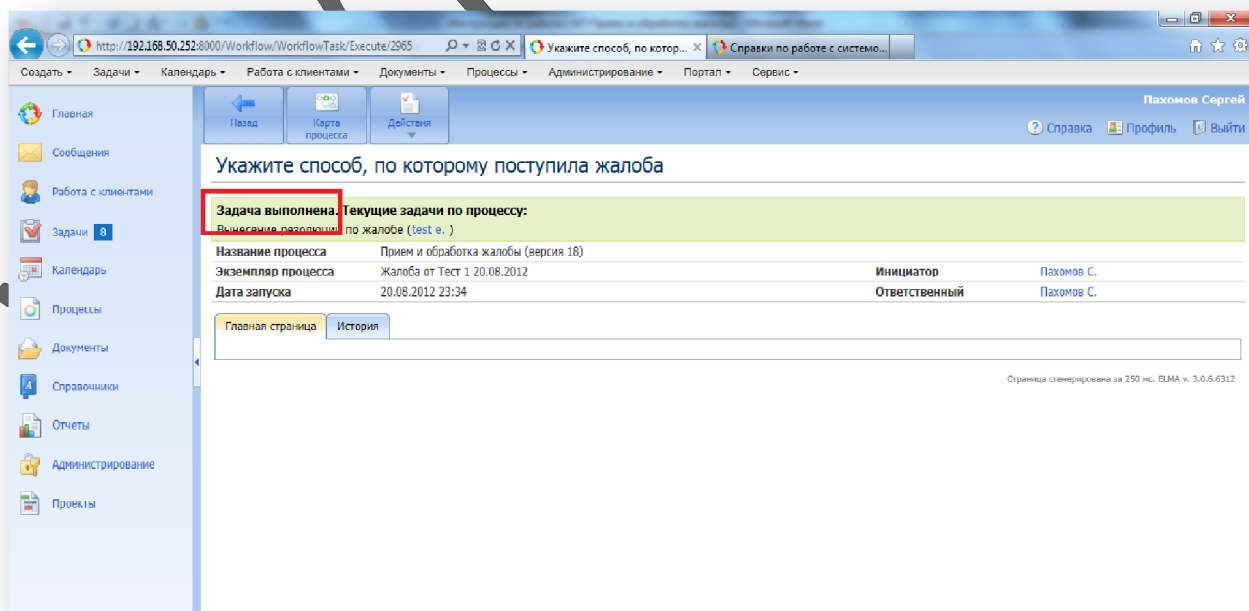 http://192.168.50.252:8000/Workflow/WorkflowTask/Execute/2965
Укажите способ, по котор...
Справки по работе с системо...
Создать Задачи Календарь Работа с клиентами Документы Процессы Администрирование Портал Сервис
Пахомов Сергей
Назад
Карта процесса
Действия
Справка Профиль Выйти
Главная
Сообщения
Работа с клиентами
Задачи 8
Календарь
Процессы
Документы
Справочники
Отчеты
Администрирование
Проекты
Укажите способ, по которому поступила жалоба
Задача выполнена. Текущие задачи по процессу:
Вынесение резолюции по жалобе (test e. )
Название процесса Прием и обработка жалобы (версия 18)
Экземпляр процесса Жалоба от Тест 1 20.08.2012 Инициатор Пахомов С.
Дата запуска 20.08.2012 23:34 Ответственный Пахомов С.
Главная страница История
Страница сгенерирована за 250 мс. ELMA v. 3.0.6.6312